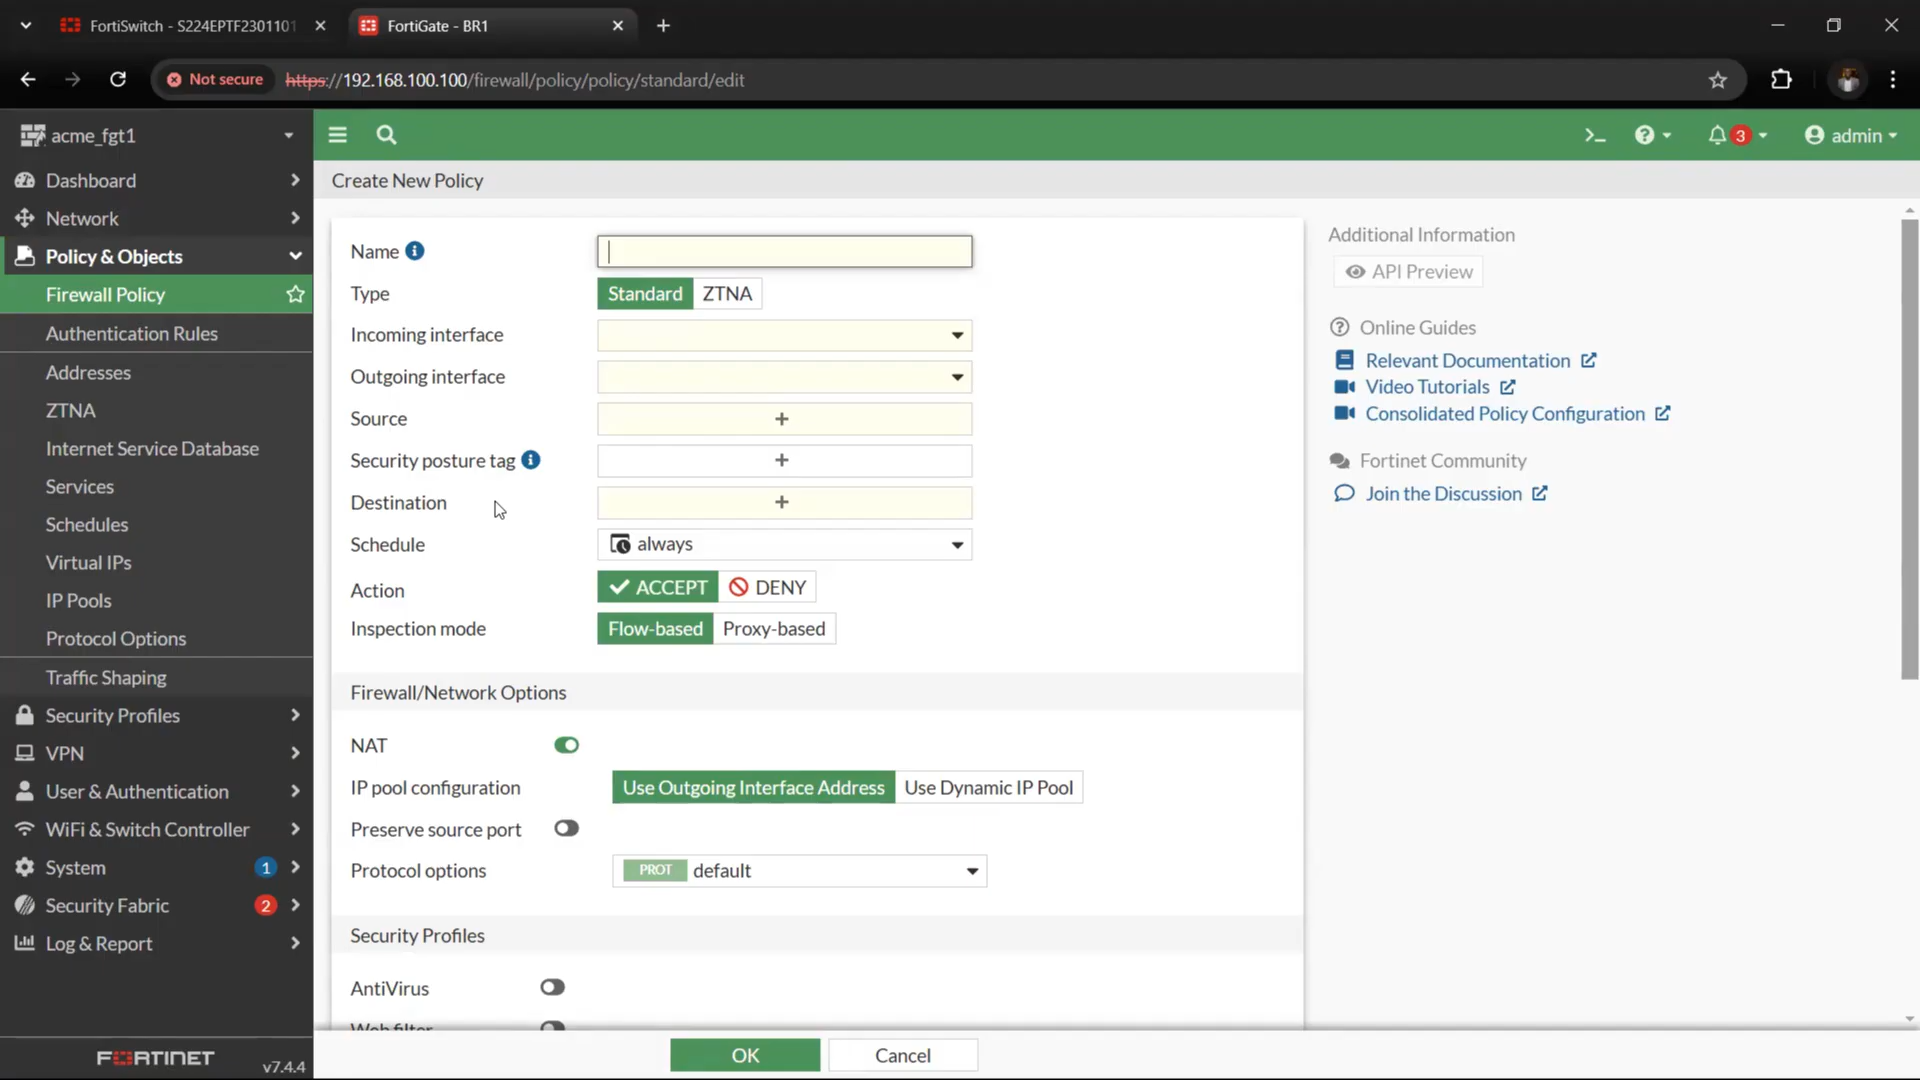 FortiSwitch - S224EPTF2301101
FortiGate - BR1
Not secure
https://192.168.100.100/firewall/policy/policy/standard/edit
acme_fgt1
3
admin
Dashboard
Network
Policy & Objects
Firewall Policy
Authentication Rules
Addresses
ZTNA
Internet Service Database
Services
Schedules
Virtual IPs
IP Pools
Protocol Options
Traffic Shaping
Security Profiles
VPN
User & Authentication
WiFi & Switch Controller
System 1
Security Fabric 2
Log & Report
FORTINET v7.4.4
Create New Policy
Name
Type Standard ZTNA
Incoming interface
Outgoing interface
Source +
Security posture tag +
Destination +
Schedule always
Action ACCEPT DENY
Inspection mode Flow-based Proxy-based
Firewall/Network Options
NAT
IP pool configuration Use Outgoing Interface Address Use Dynamic IP Pool
Preserve source port
Protocol options PROT default
Security Profiles
AntiVirus
Web filter
OK Cancel
Additional Information
API Preview
Online Guides
Relevant Documentation
Video Tutorials
Consolidated Policy Configuration
Fortinet Community
Join the Discussion